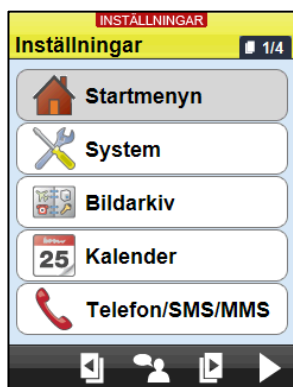 INSTÄLLNINGAR
Inställningar
1/4
Startmenyn
System
Bildarkiv
25
Kalender
Telefon/SMS/MMS